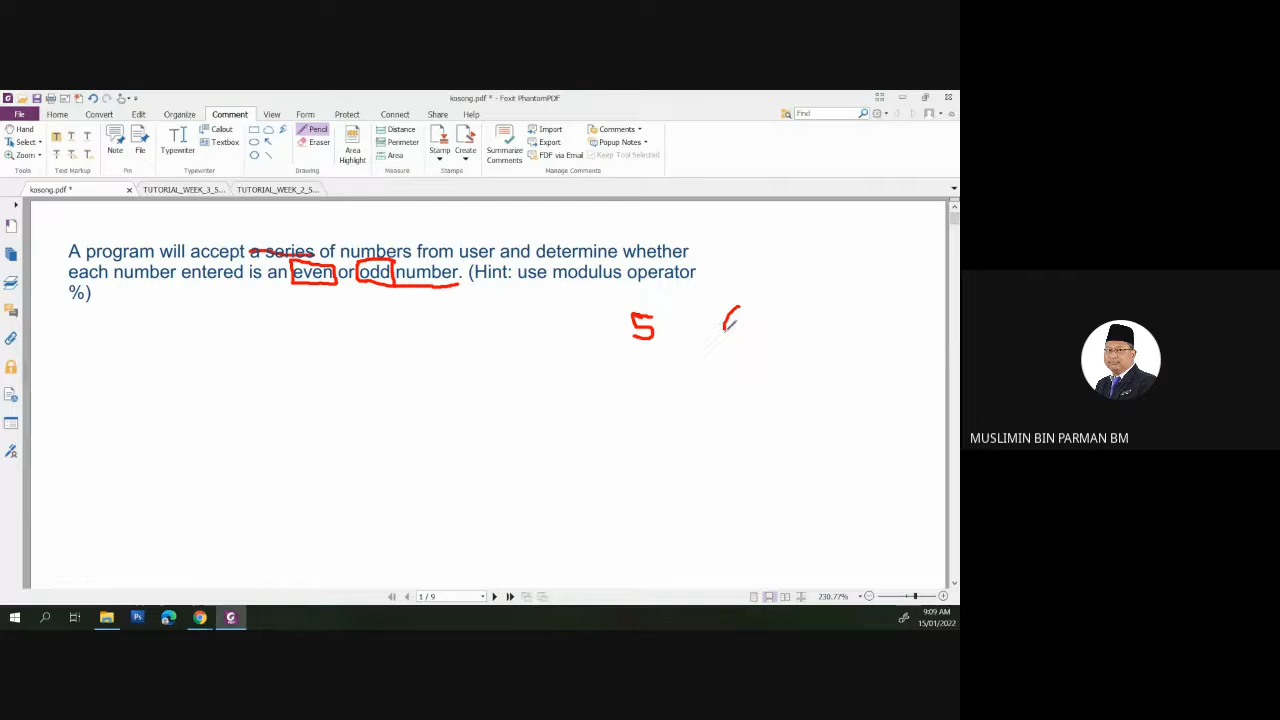 kosong.pdf * - Foxit PhantomPDF
File Home Convert Edit Organize Comment View Form Protect Connect Share Help Find
Hand Callout Pencil Distance Import Comments
Select Typewriter Textbox Eraser Perimeter Export Popup Notes
Zoom Note File Area Highlight Area Stamp Create Summarize Comments FDF via Email Keep Tool Selected
Tools Text Markup Pin Typewriter Drawing Measure Stamps Manage Comments
kosong.pdf * TUTORIAL_WEEK_3_S... TUTORIAL_WEEK_2_S...
A program will accept a series of numbers from user and determine whether
each number entered is an even or odd number. (Hint: use modulus operator
%)
5
MUSLIMIN BIN PARMAN BM
1 / 9 230.77%
9:09 AM
15/01/2022